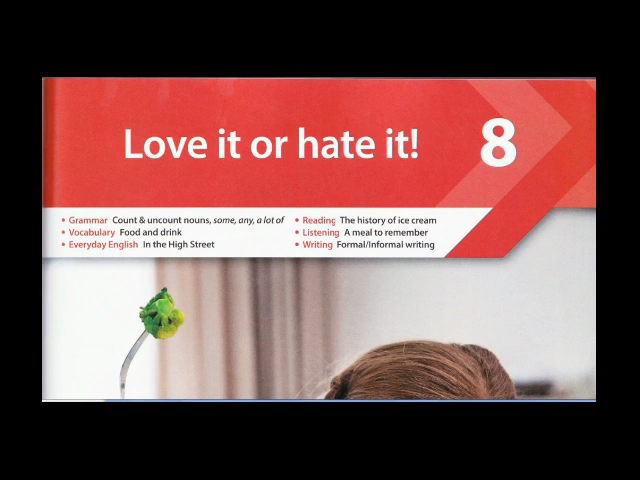 Love it or hate it!
8
• Grammar Count & uncount nouns, some, any, a lot of
• Vocabulary Food and drink
• Everyday English In the High Street
• Reading The history of ice cream
• Listening A meal to remember
• Writing Formal/Informal writing